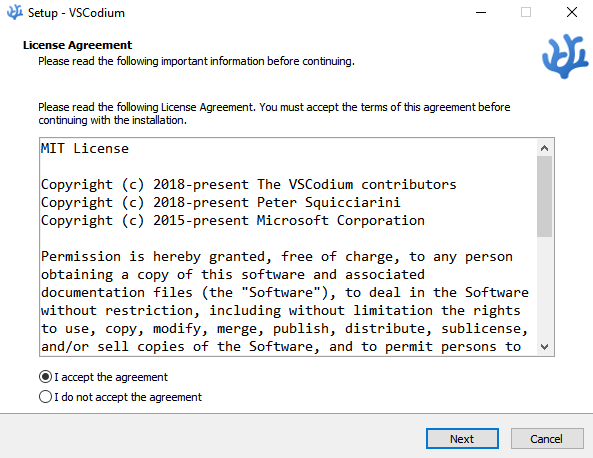 Setup - VSCodium
License Agreement
Please read the following important information before continuing.
Please read the following License Agreement. You must accept the terms of this agreement before
continuing with the installation.
MIT License
Copyright (c) 2018-present The VSCodium contributors
Copyright (c) 2018-present Peter Squicciarini
Copyright (c) 2015-present Microsoft Corporation
Permission is hereby granted, free of charge, to any person
obtaining a copy of this software and associated
documentation files (the "Software"), to deal in the Software
without restriction, including without limitation the rights
to use, copy, modify, merge, publish, distribute, sublicense,
and/or sell copies of the Software, and to permit persons to
I accept the agreement
I do not accept the agreement
Next
Cancel